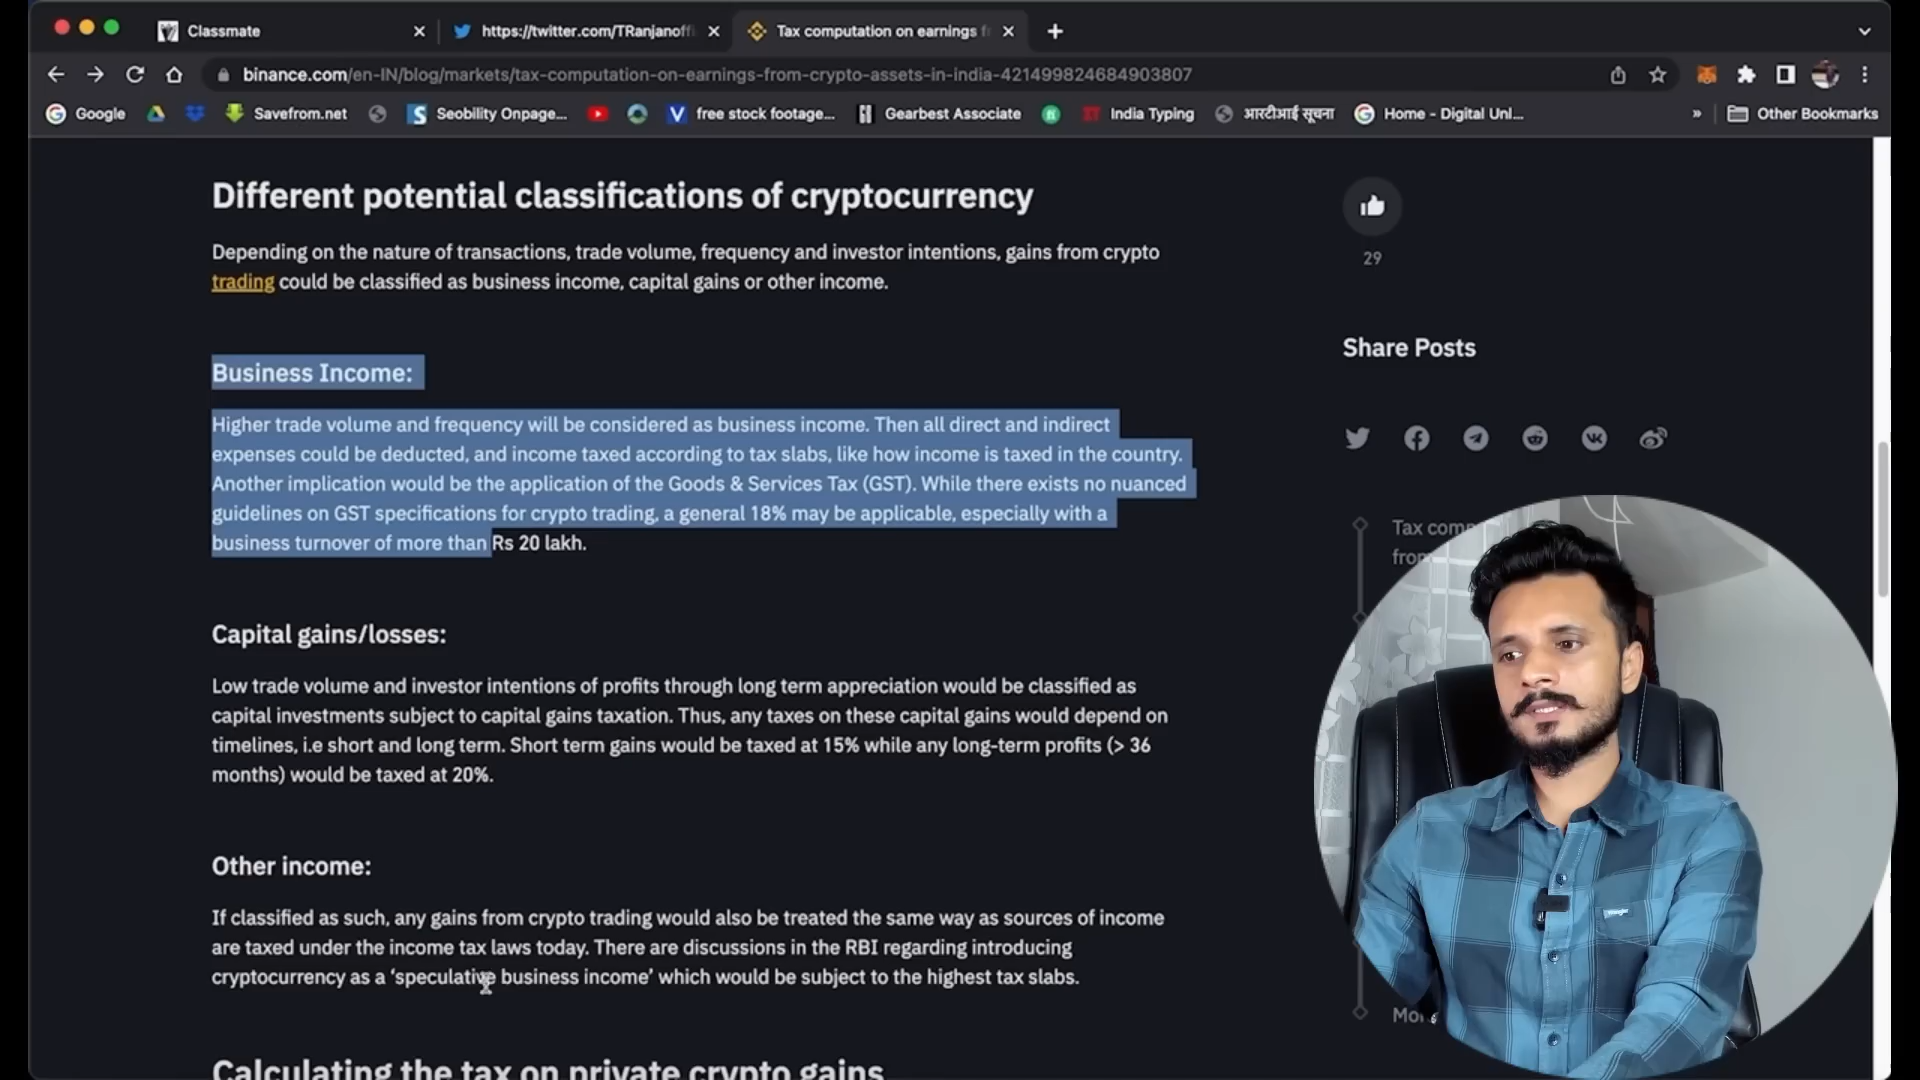 Classmate
https://twitter.com/TRanjanoffi
Tax computation on earnings f
binance.com/en-IN/blog/markets/tax-computation-on-earnings-from-crypto-assets-in-india-421499824684903807
Google
Savefrom.net
Seobility Onpage...
free stock footage...
Gearbest Associate
India Typing
आरटीआई सूचना
Home - Digital Unl...
»
Other Bookmarks
Different potential classifications of cryptocurrency
Depending on the nature of transactions, trade volume, frequency and investor intentions, gains from crypto
trading could be classified as business income, capital gains or other income.
29
Share Posts
Business Income:
Higher trade volume and frequency will be considered as business income. Then all direct and indirect
expenses could be deducted, and income taxed according to tax slabs, like how income is taxed in the country.
Another implication would be the application of the Goods & Services Tax (GST). While there exists no nuanced
guidelines on GST specifications for crypto trading, a general 18% may be applicable, especially with a
business turnover of more than Rs 20 lakh.
Tax comp
from
Capital gains/losses:
Low trade volume and investor intentions of profits through long term appreciation would be classified as
capital investments subject to capital gains taxation. Thus, any taxes on these capital gains would depend on
timelines, i.e short and long term. Short term gains would be taxed at 15% while any long-term profits (> 36
months) would be taxed at 20%.
Other income:
If classified as such, any gains from crypto trading would also be treated the same way as sources of income
are taxed under the income tax laws today. There are discussions in the RBI regarding introducing
cryptocurrency as a ‘speculative business income’ which would be subject to the highest tax slabs.
Calculating the tax on private crypto gains